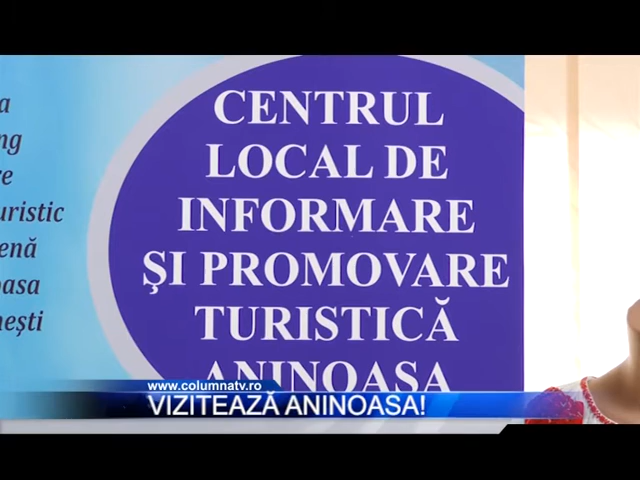 CENTRUL
LOCAL DE
INFORMARE
ŞI PROMOVARE
TURISTICĂ
ANINOASA
www.columnatv.ro
VIZITEAZĂ ANINOASA!